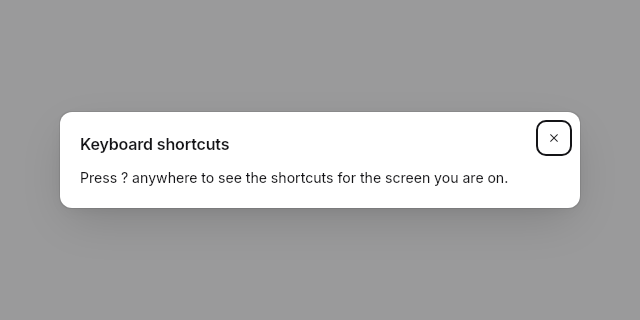 Keyboard shortcuts
Press ? anywhere to see the shortcuts for the screen you are on.